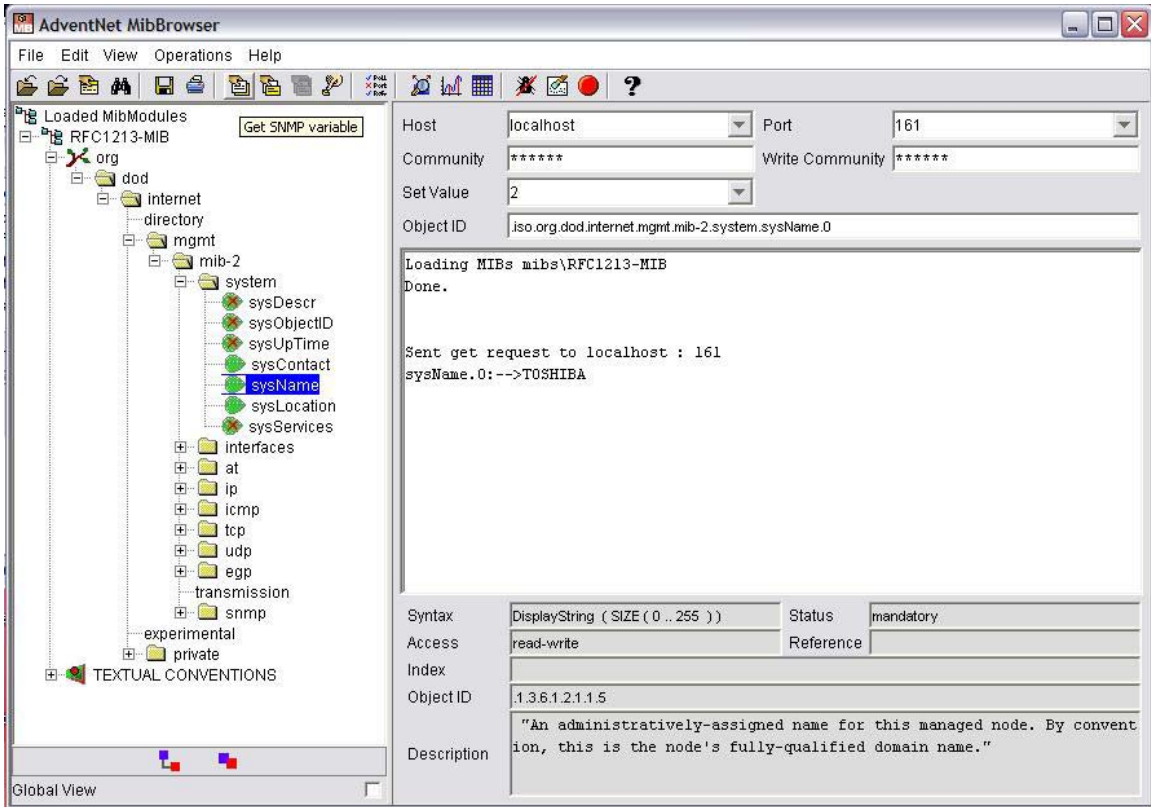 AdventNet MibBrowser
File Edit View Operations Help
Get SNMP variable
Loaded MibModules
RFC1213-MIB
org
dod
internet
directory
mgmt
mib-2
system
sysDescr
sysObjectID
sysUpTime
sysContact
sysName
sysLocation
sysServices
interfaces
at
ip
icmp
tcp
udp
egp
transmission
snmp
experimental
private
TEXTUAL CONVENTIONS
Global View
Host localhost Port 161
Community ****** Write Community ******
Set Value 2
Object ID .iso.org.dod.internet.mgmt.mib-2.system.sysName.0
Loading MIBs mibs\RFC1213-MIB
Done.
Sent get request to localhost : 161
sysName.0:-->TOSHIBA
Syntax DisplayString ( SIZE ( 0 .. 255 ) ) Status mandatory
Access read-write Reference
Index
Object ID .1.3.6.1.2.1.1.5
Description "An administratively-assigned name for this managed node. By convent
ion, this is the node's fully-qualified domain name."